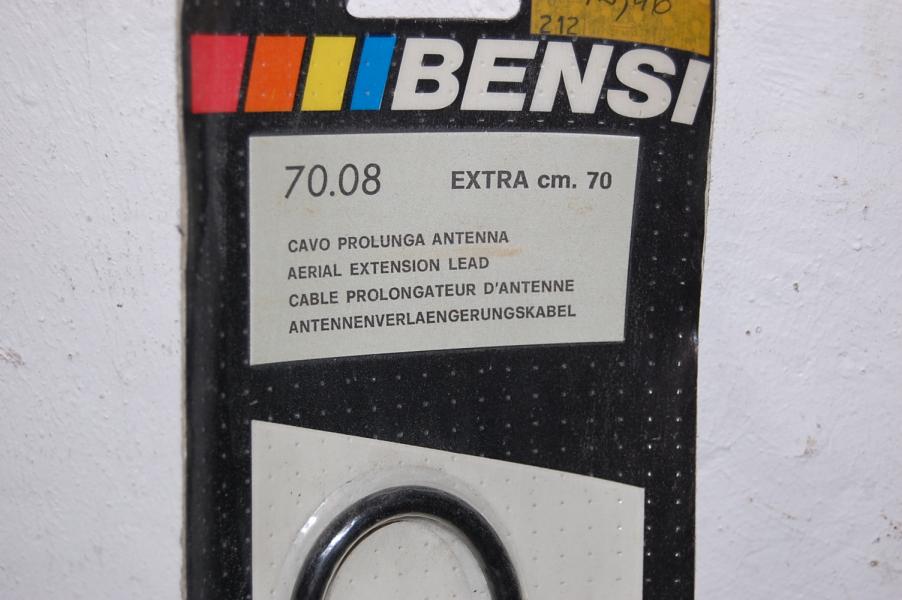 212
BENSI
70.08 EXTRA cm. 70
CAVO PROLUNGA ANTENNA
AERIAL EXTENSION LEAD
CABLE PROLONGATEUR D'ANTENNE
ANTENNENVERLAENGERUNGSKABEL